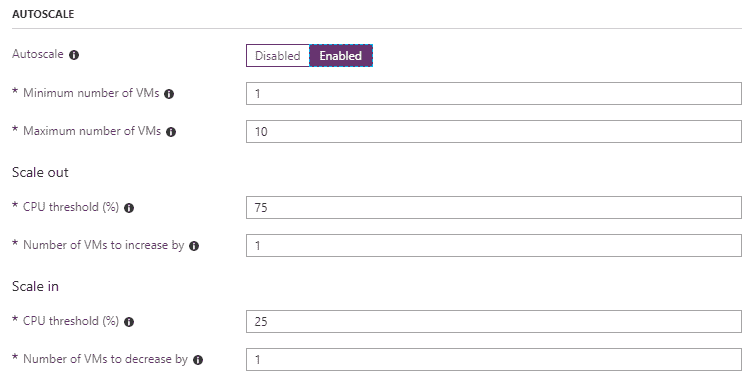 AUTOSCALE
Autoscale Disabled Enabled
* Minimum number of VMs 1
* Maximum number of VMs 10
Scale out
* CPU threshold (%) 75
* Number of VMs to increase by 1
Scale in
* CPU threshold (%) 25
* Number of VMs to decrease by 1